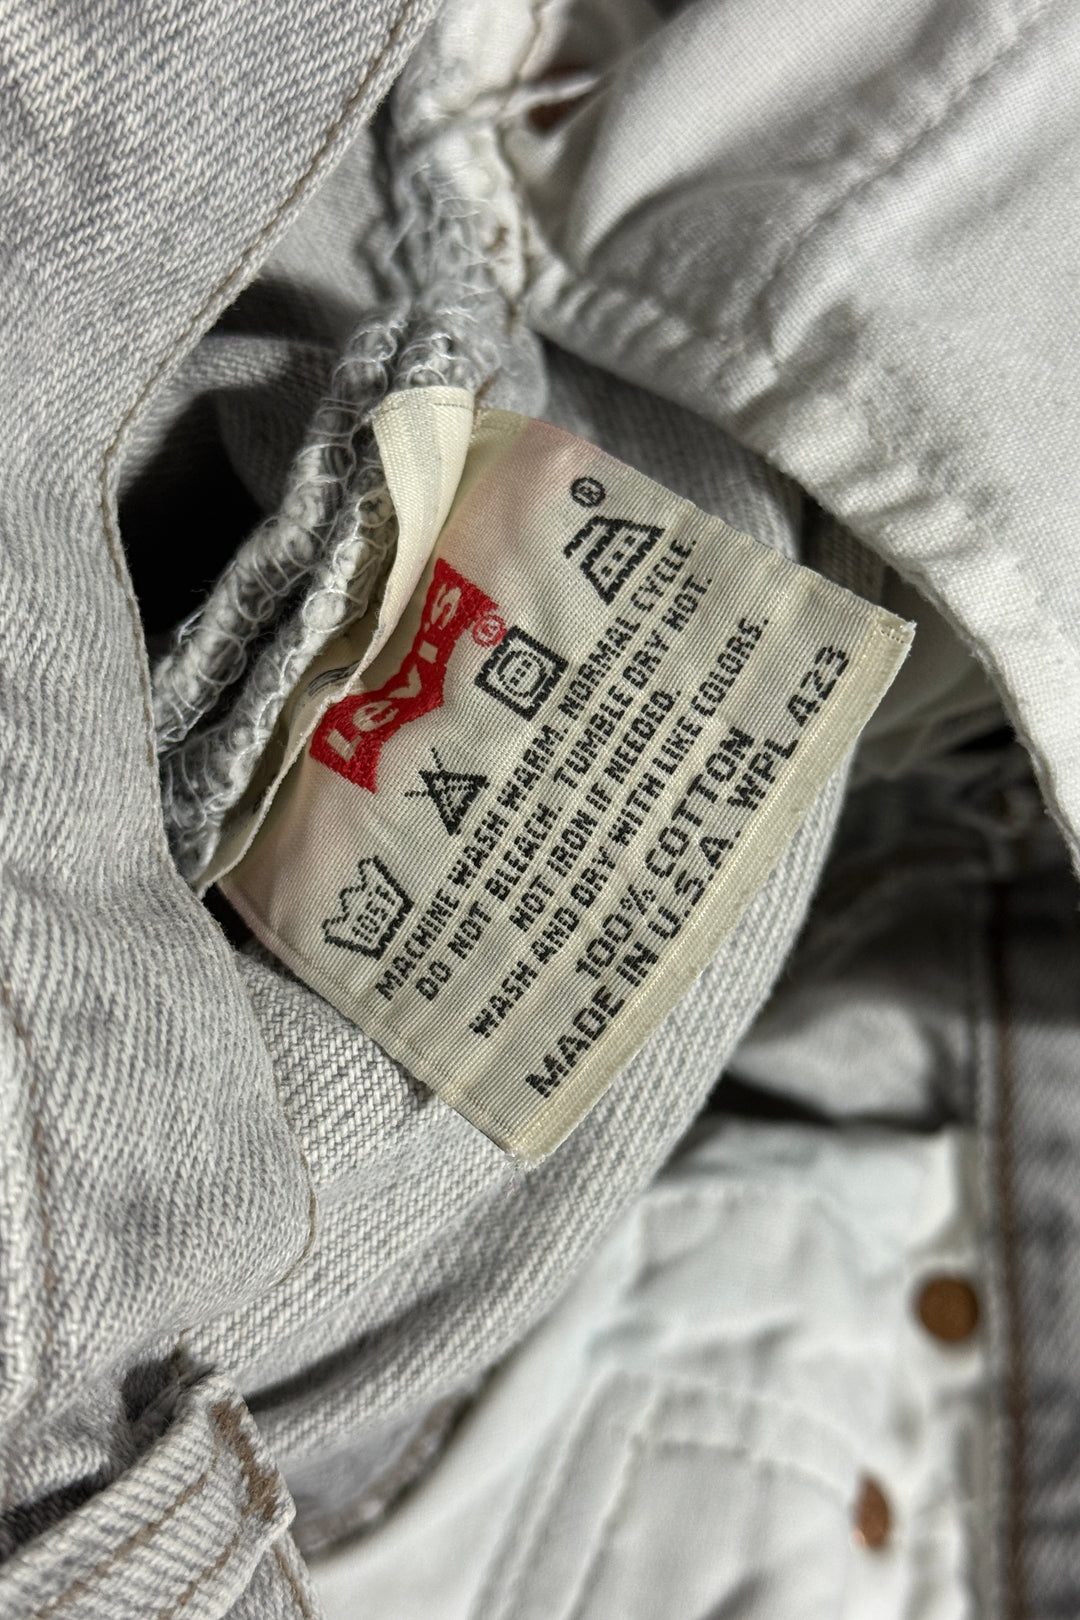 Levi's®
105F
®
MACHINE WASH WARM NORMAL CYCLE.
DO NOT BLEACH. TUMBLE DRY HOT.
HOT IRON IF NEEDED.
WASH AND DRY WITH LIKE COLORS.
100% COTTON
MADE IN U.S.A. WPL 423